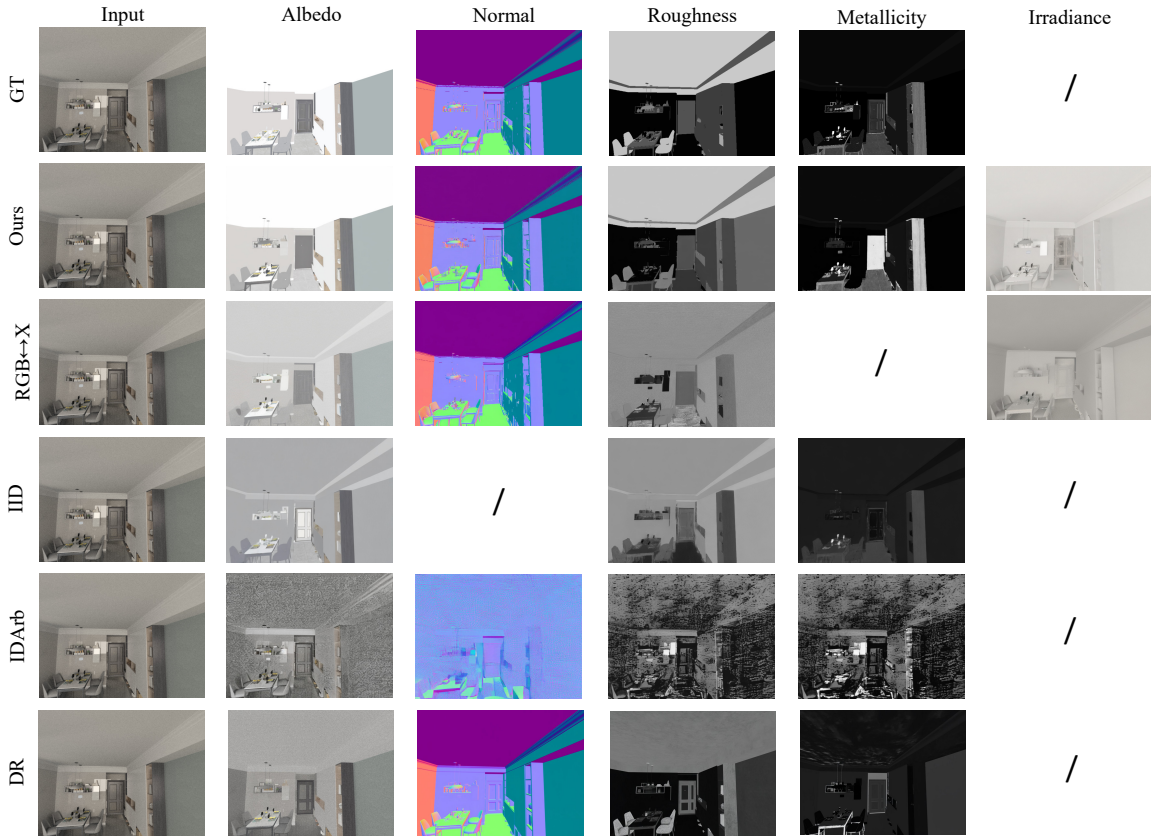 Input Albedo Normal Roughness Metallicity Irradiance
GT /
Ours
RGB↔X /
IID / /
IDArb /
DR /